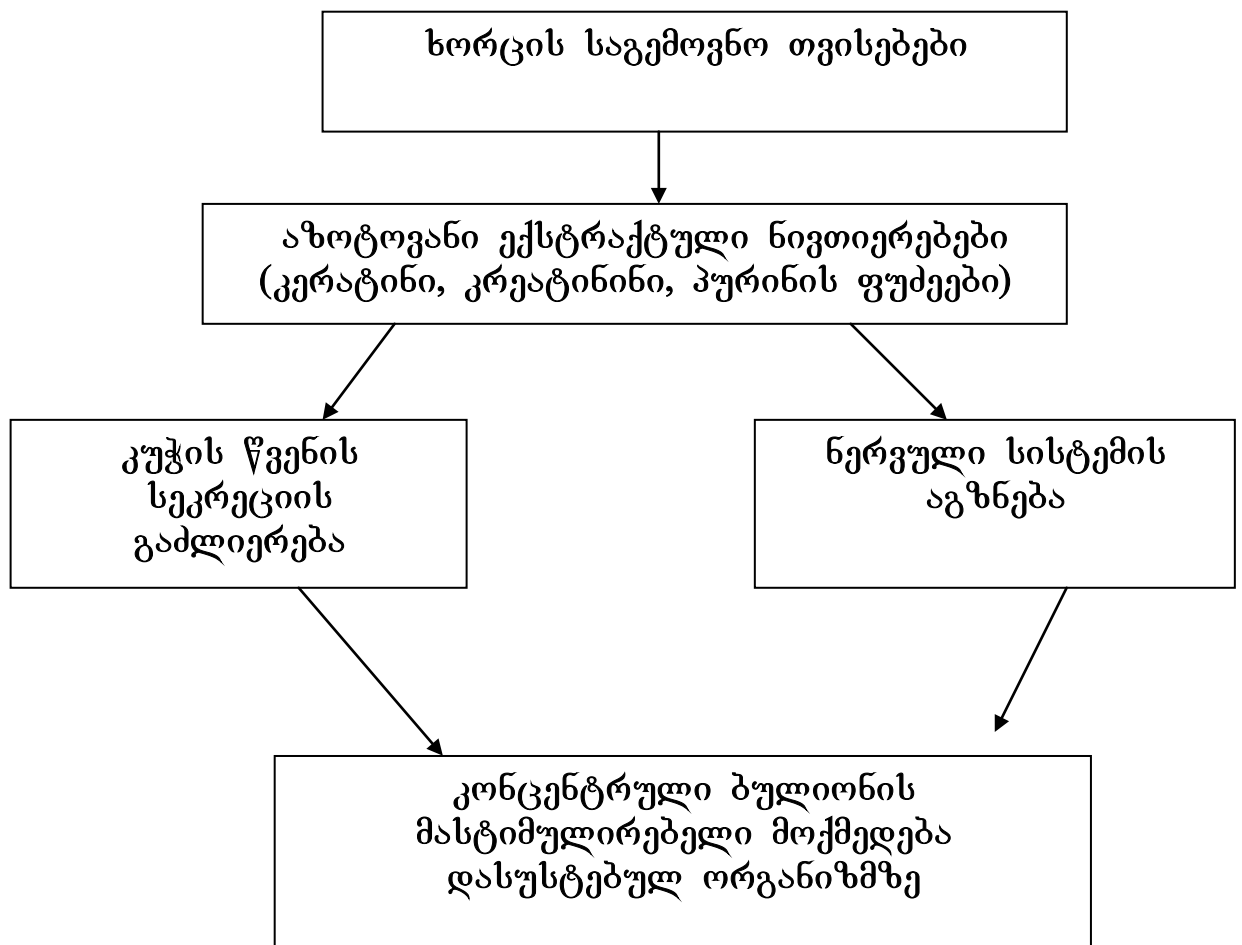 ხორცის საგემოვნო თვისებები
აზოტოვანი ექსტრაქტული ნივთიერებები
(კერატინი, კრეატინინი, პურინის ფუძეები)
კუჭის წვენის
სეკრეციის
გაძლიერება
ნერვული სისტემის
აგზნება
კონცენტრული ბულიონის
მასტიმულირებელი მოქმედება
დასუსტებულ ორგანიზმზე